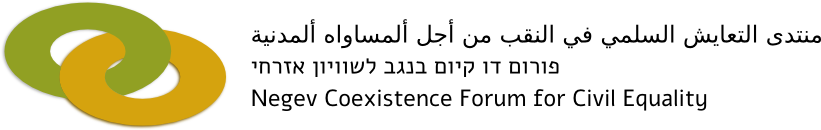 منتدى التعايش السلمي في النقب من أجل ألمساواه ألمدنية
פורום דו קיום בנגב לשוויון אזרחי
Negev Coexistence Forum for Civil Equality